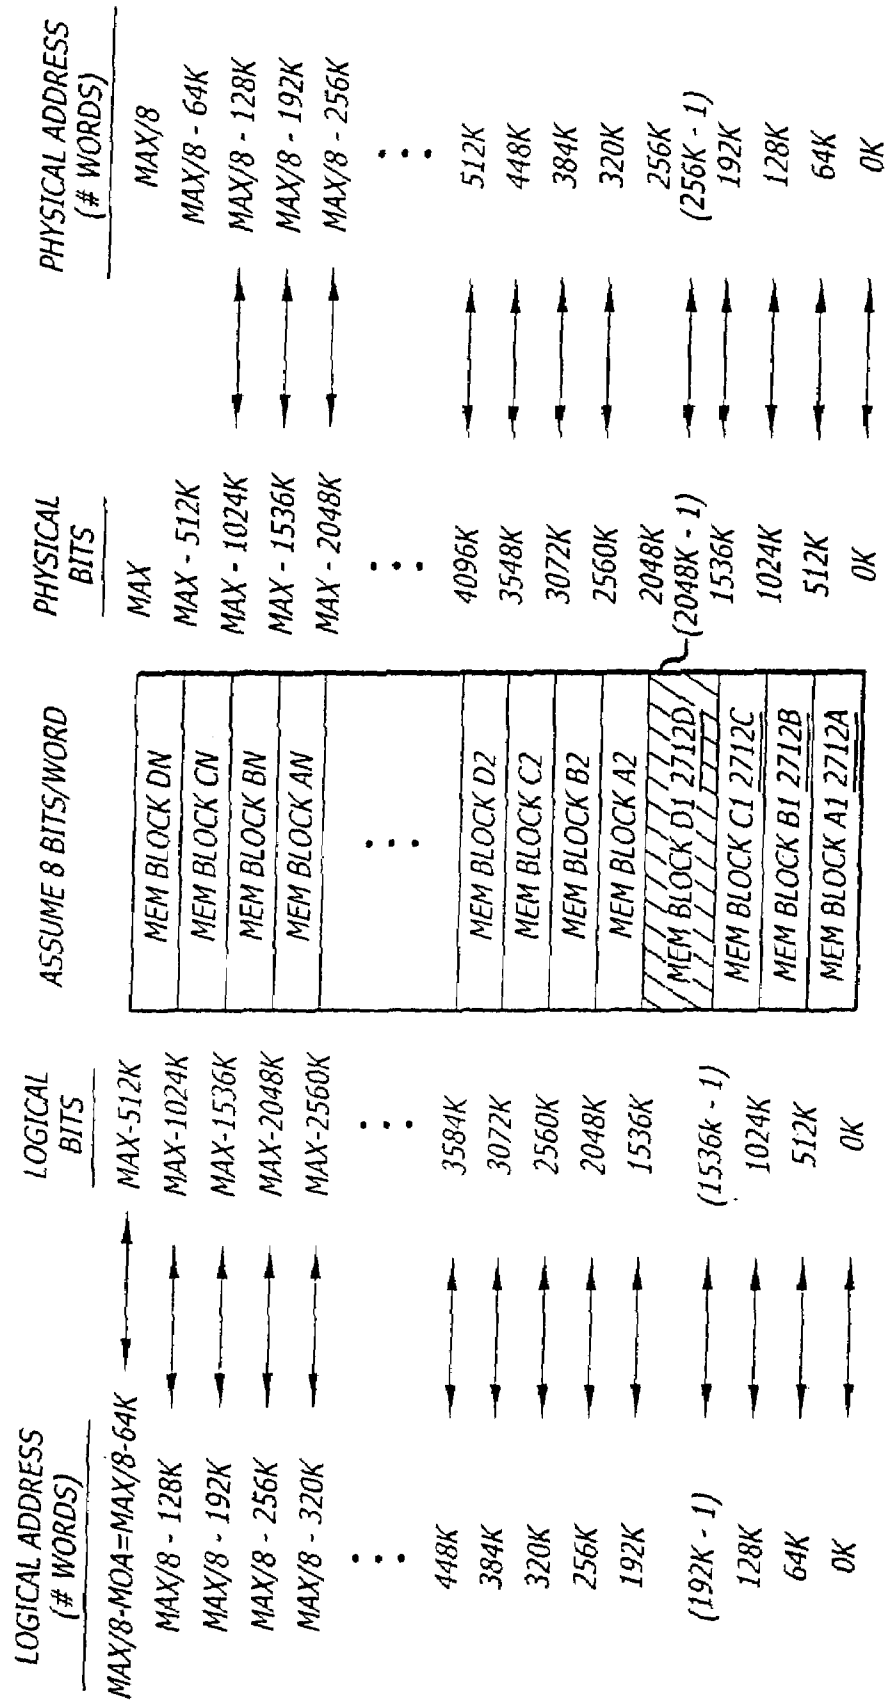 LOGICAL ADDRESS
(# WORDS)
MAX/8-MOA=MAX/8-64K
MAX/8 - 128K
MAX/8 - 192K
MAX/8 - 256K
MAX/8 - 320K
• • •
448K
384K
320K
256K
192K
(192K - 1)
128K
64K
0K
LOGICAL
BITS
MAX-512K
MAX-1024K
MAX-1536K
MAX-2048K
MAX-2560K
• • •
3584K
3072K
2560K
2048K
1536K
(1536k - 1)
1024K
512K
0K
ASSUME 8 BITS/WORD
MEM BLOCK DN
MEM BLOCK CN
MEM BLOCK BN
MEM BLOCK AN
• • •
MEM BLOCK D2
MEM BLOCK C2
MEM BLOCK B2
MEM BLOCK A2
MEM BLOCK D1 2712D
MEM BLOCK C1 2712C
MEM BLOCK B1 2712B
MEM BLOCK A1 2712A
PHYSICAL
BITS
MAX
MAX - 512K
MAX - 1024K
MAX - 1536K
MAX - 2048K
• • •
4096K
3548K
3072K
2560K
2048K
(2048K - 1)
1536K
1024K
512K
0K
PHYSICAL ADDRESS
(# WORDS)
MAX/8
MAX/8 - 64K
MAX/8 - 128K
MAX/8 - 192K
MAX/8 - 256K
• • •
512K
448K
384K
320K
256K
(256K - 1)
192K
128K
64K
0K